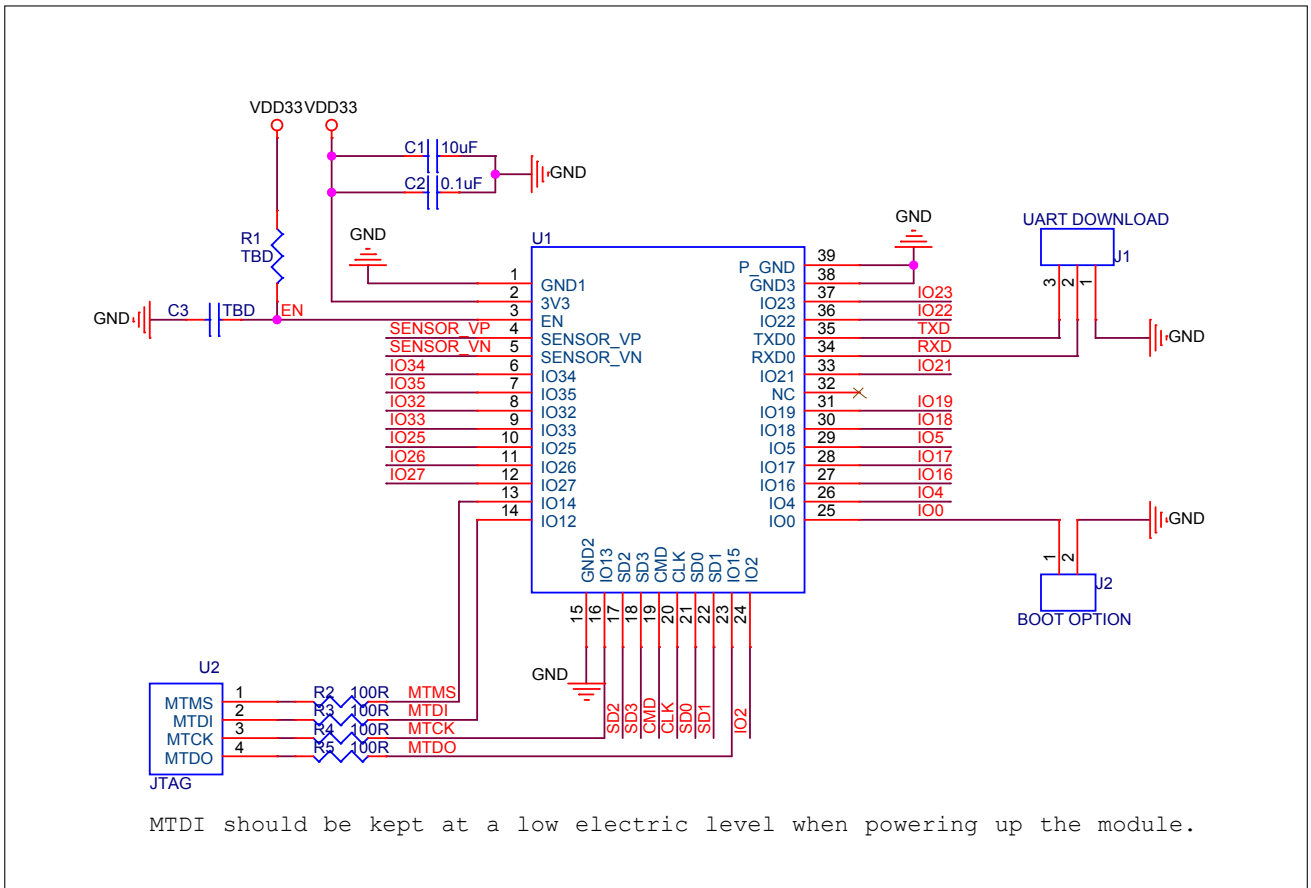 VDD33 VDD33
C1 10uF
C2 0.1uF
GND
R1
TBD
GND
C3 TBD
EN
GND
U1
1 GND1
2 3V3
3 EN
SENSOR_VP 4 SENSOR_VP
SENSOR_VN 5 SENSOR_VN
IO34 6 IO34
IO35 7 IO35
IO32 8 IO32
IO33 9 IO33
IO25 10 IO25
IO26 11 IO26
IO27 12 IO27
13 IO14
14 IO12
GND
P_GND 39
GND3 38
IO23 37 IO23
IO22 36 IO22
TXD0 35 TXD
RXD0 34 RXD
IO21 33 IO21
NC 32
IO19 31 IO19
IO18 30 IO18
IO5 29 IO5
IO17 28 IO17
IO16 27 IO16
IO4 26 IO4
IO0 25 IO0
UART DOWNLOAD
J1
3 2 1
GND
GND
1 2
J2
BOOT OPTION
GND2 IO13 SD2 SD3 CMD CLK SD0 SD1 IO15 IO2
15 16 17 18 19 20 21 22 23 24
GND
SD2 SD3 CMD CLK SD0 SD1 IO2
U2
MTMS 1 R2 100R MTMS
MTDI 2 R3 100R MTDI
MTCK 3 R4 100R MTCK
MTDO 4 R5 100R MTDO
JTAG
MTDI should be kept at a low electric level when powering up the module.